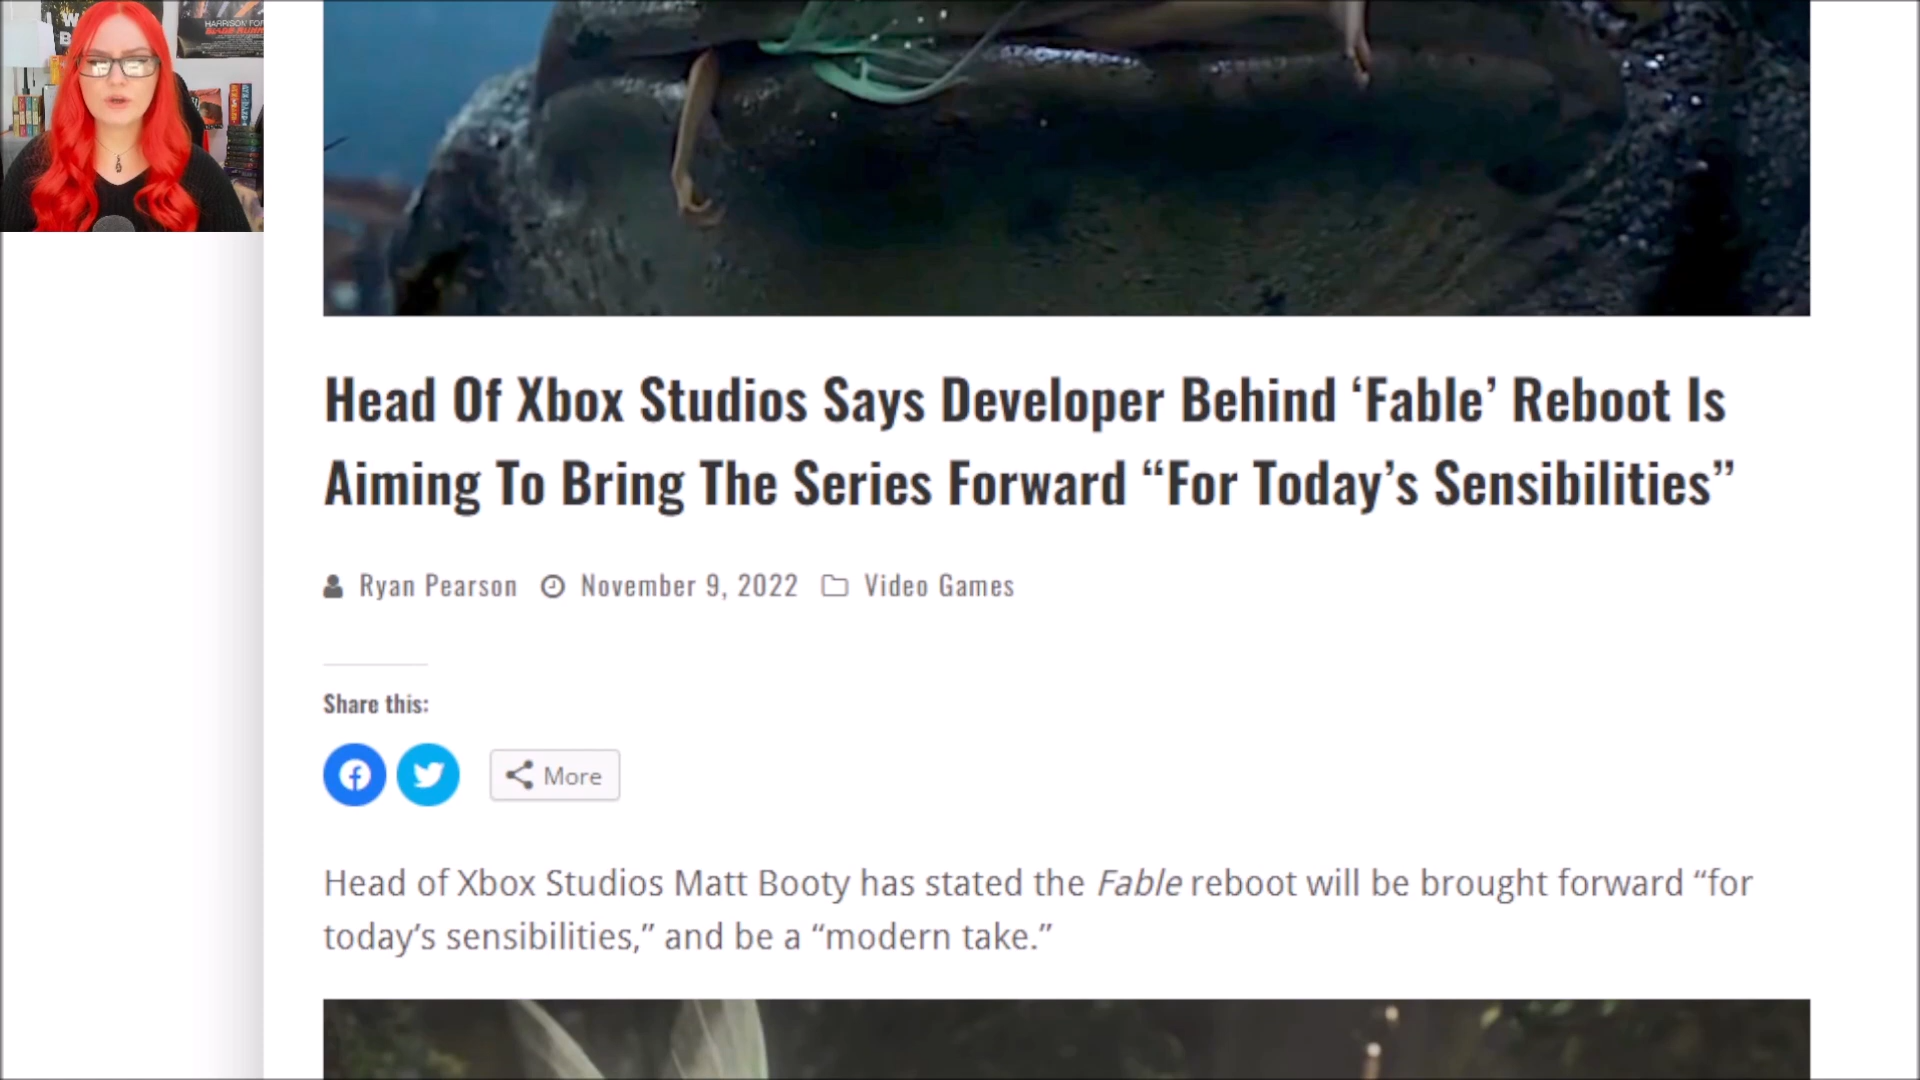 HARRISON FOR
Head Of Xbox Studios Says Developer Behind ‘Fable’ Reboot Is
Aiming To Bring The Series Forward “For Today’s Sensibilities”
Ryan Pearson November 9, 2022 Video Games
Share this:
More
Head of Xbox Studios Matt Booty has stated the Fable reboot will be brought forward “for
today’s sensibilities,” and be a “modern take.”